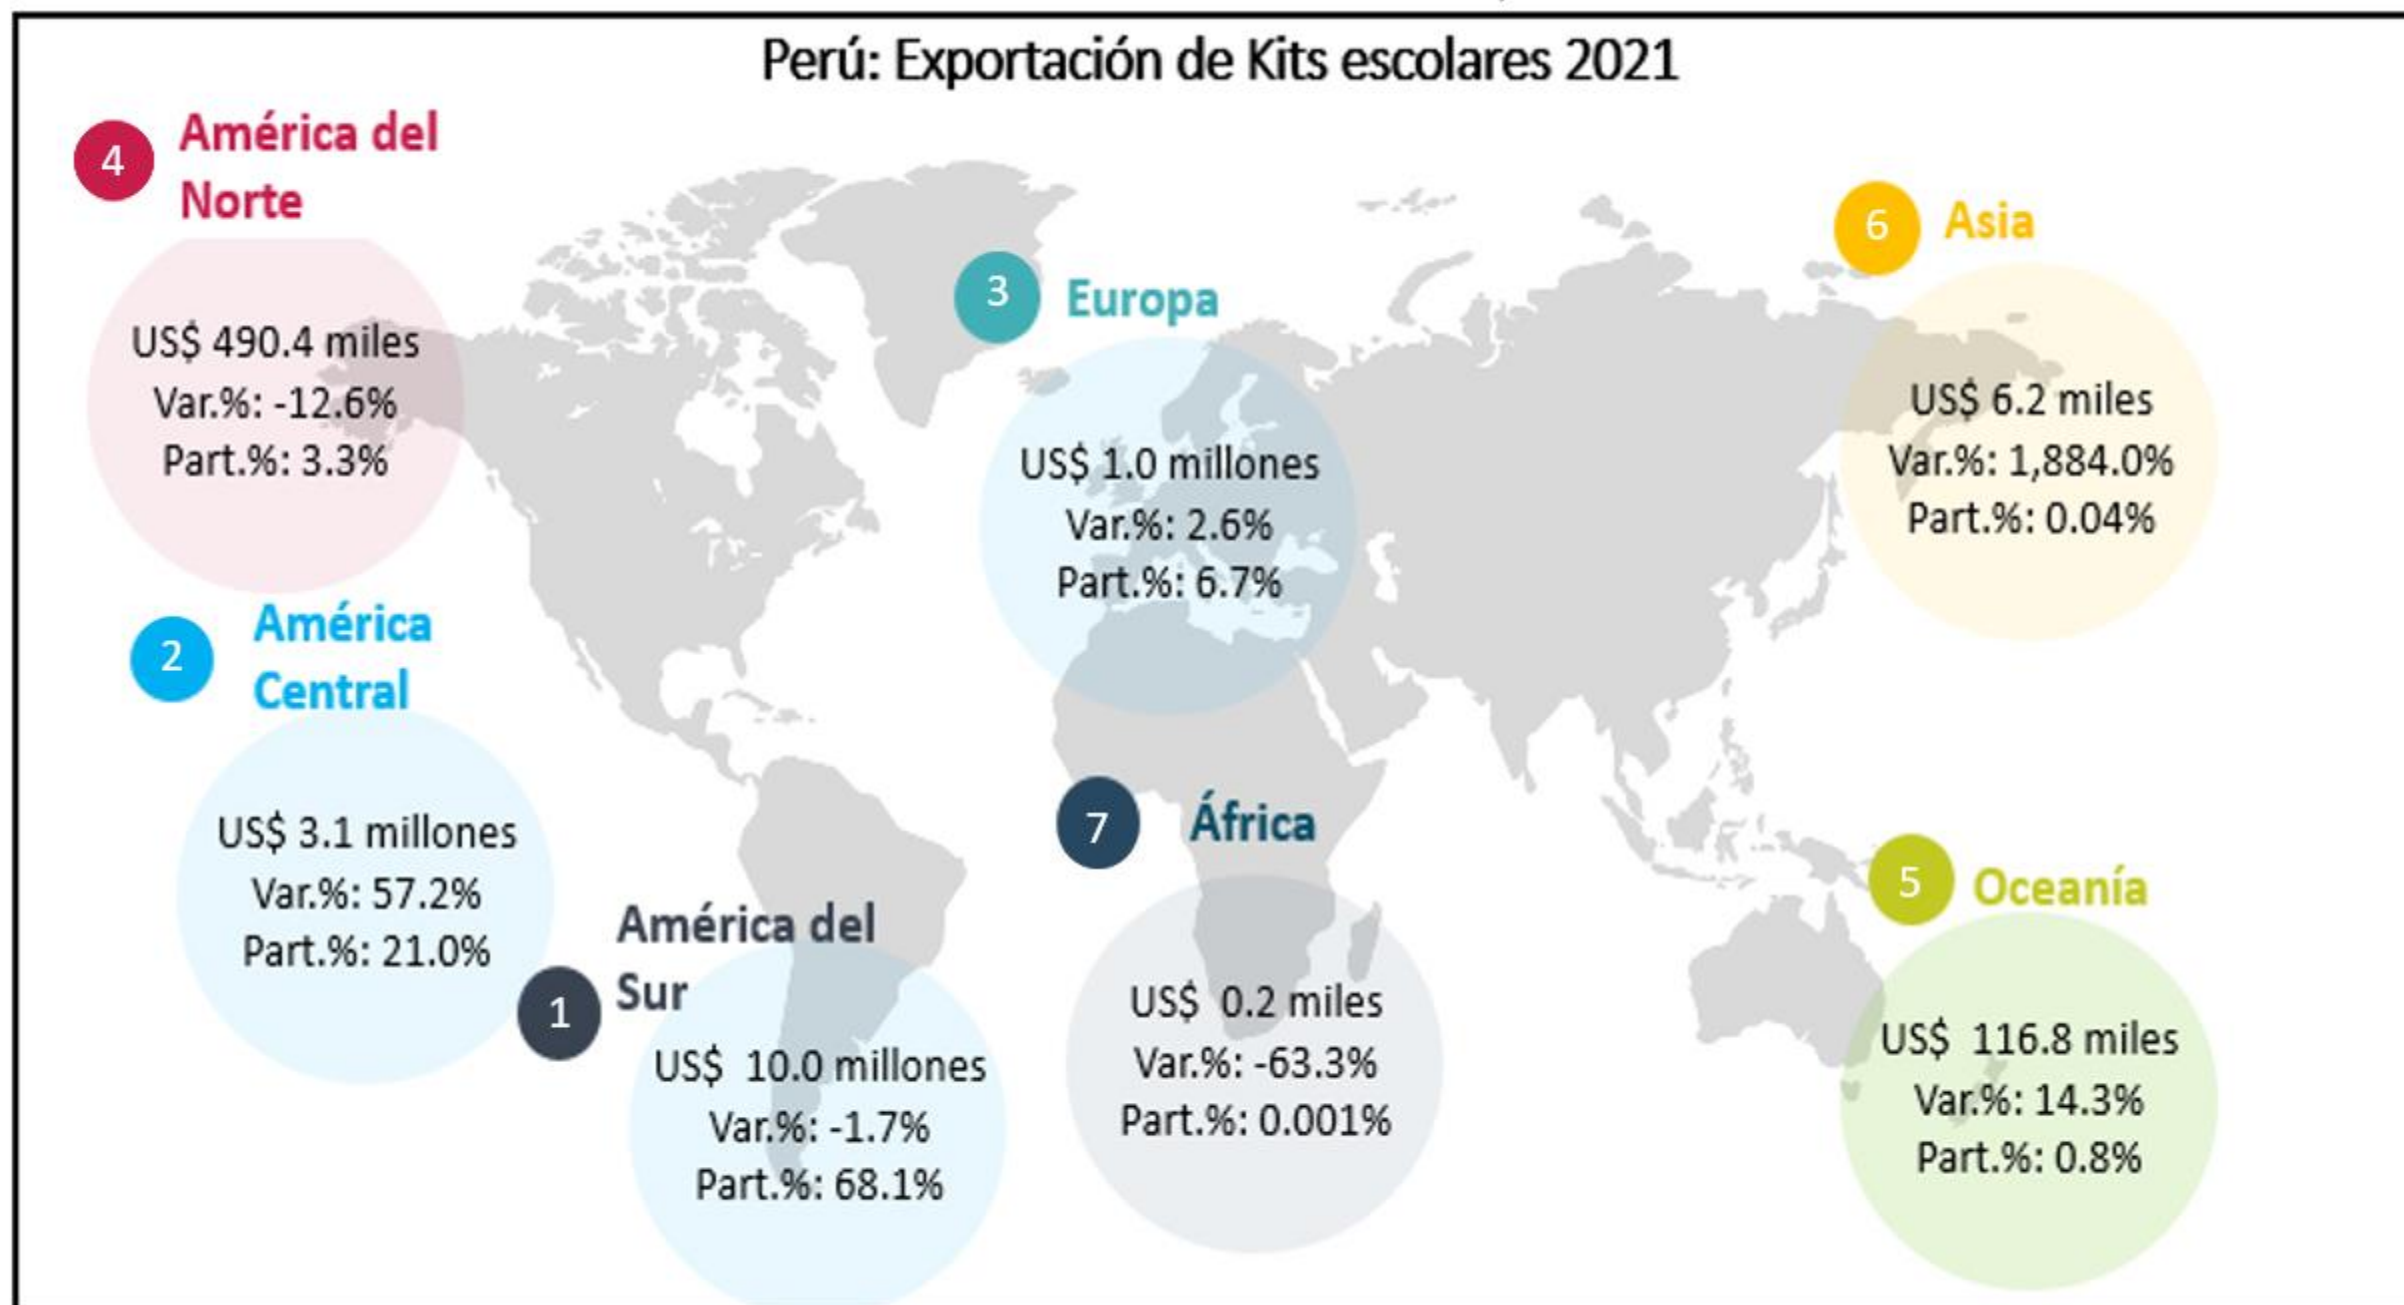 Perú: Exportación de Kits escolares 2021
4
América del
Norte
US$ 490.4 miles
Var.%: -12.6%
Part.%: 3.3%
2
América
Central
US$ 3.1 millones
Var.%: 57.2%
Part.%: 21.0%
1
América del
Sur
US$ 10.0 millones
Var.%: -1.7%
Part.%: 68.1%
3
Europa
US$ 1.0 millones
Var.%: 2.6%
Part.%: 6.7%
7
África
US$ 0.2 miles
Var.%: -63.3%
Part.%: 0.001%
6
Asia
US$ 6.2 miles
Var.%: 1,884.0%
Part.%: 0.04%
5
Oceanía
US$ 116.8 miles
Var.%: 14.3%
Part.%: 0.8%